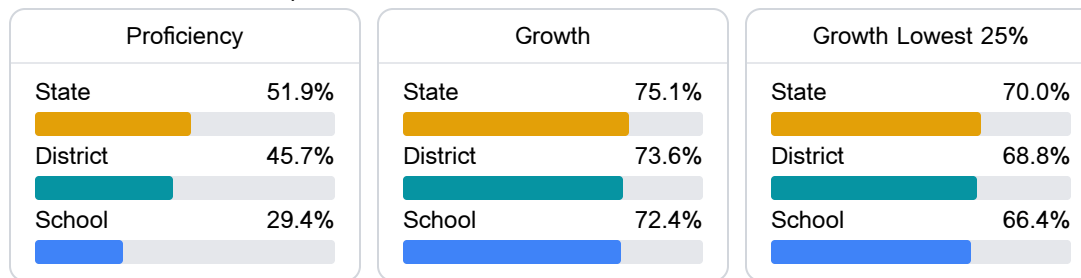 Proficiency
State 51.9%
District 45.7%
School 29.4%
Growth
State 75.1%
District 73.6%
School 72.4%
Growth Lowest 25%
State 70.0%
District 68.8%
School 66.4%